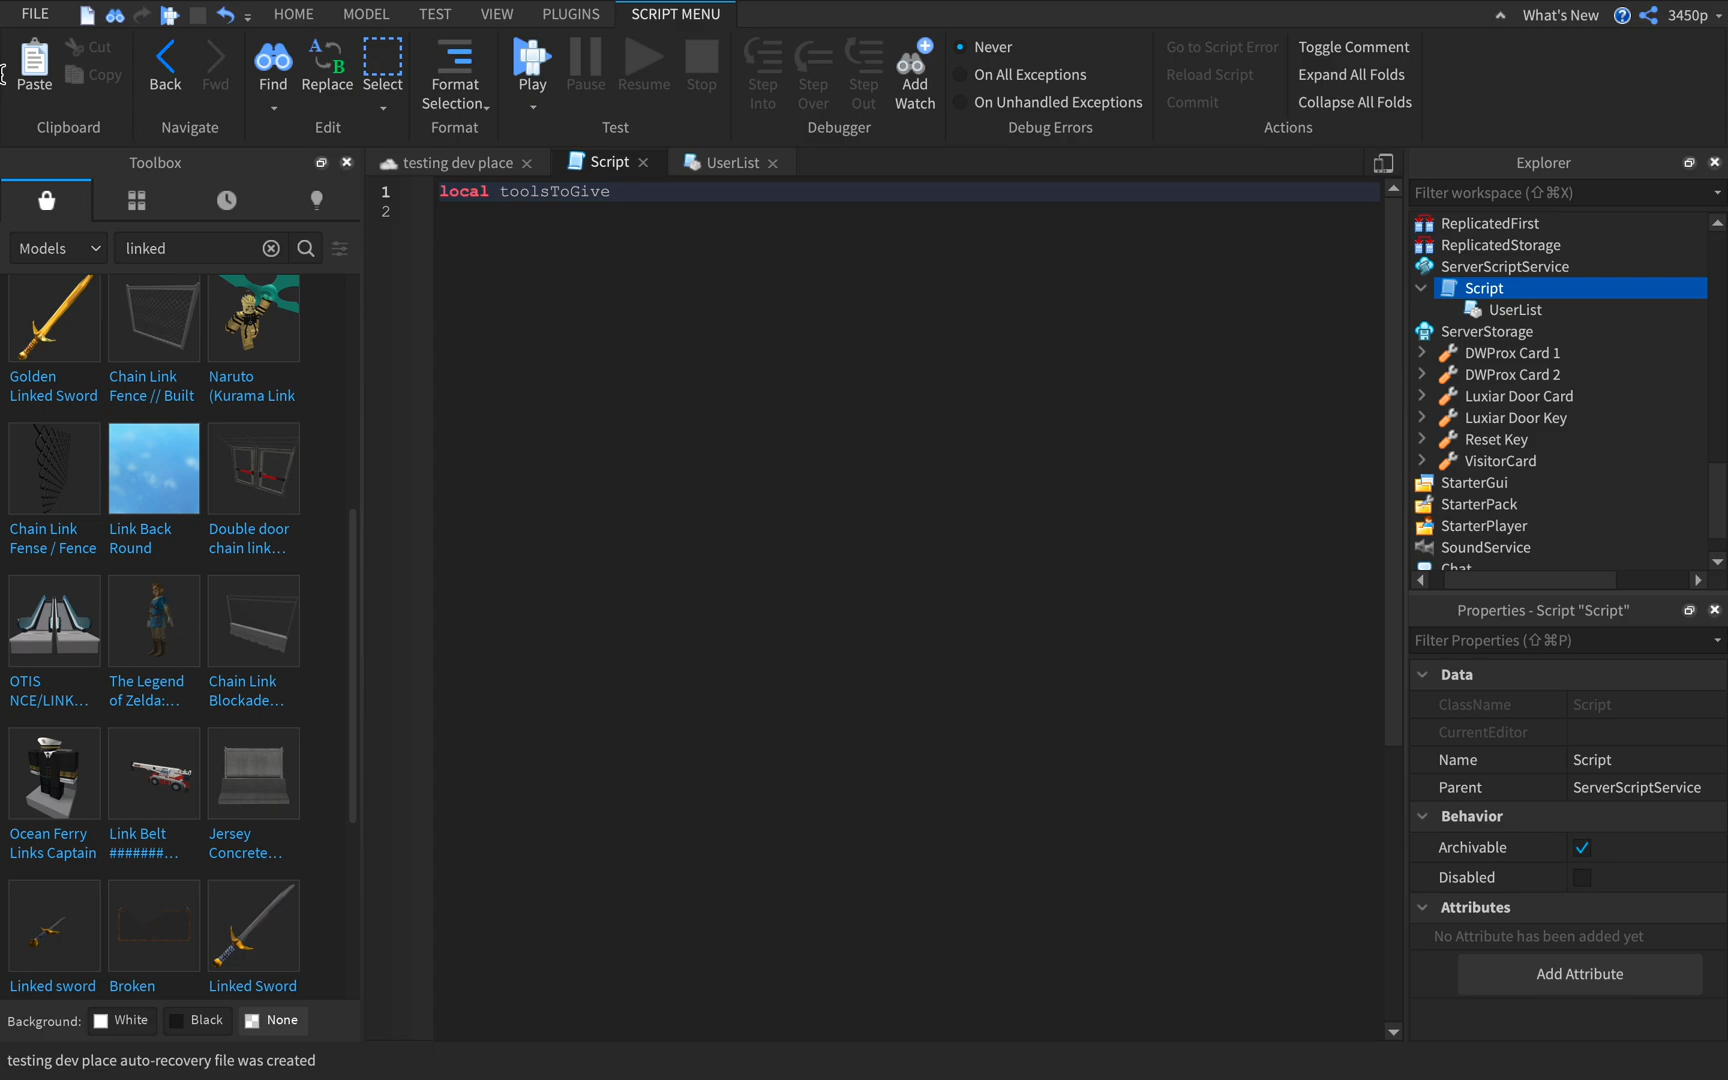 FILE HOME MODEL TEST VIEW PLUGINS SCRIPT MENU What's New 3450p
Paste Cut Copy
Clipboard
Back Fwd
Navigate
Find Replace Select
Edit
Format Selection
Format
Play Pause Resume Stop
Test
Step Into Step Over Step Out Add Watch
Debugger
Never
On All Exceptions
On Unhandled Exceptions
Debug Errors
Go to Script Error
Reload Script
Commit
Toggle Comment
Expand All Folds
Collapse All Folds
Actions
Toolbox
Models linked
Golden Linked Sword
Chain Link Fence // Built
Naruto (Kurama Link
Chain Link Fense / Fence
Link Back Round
Double door chain link...
OTIS NCE/LINK...
The Legend of Zelda:...
Chain Link Blockade...
Ocean Ferry Links Captain
Link Belt #######...
Jersey Concrete...
Linked sword
Broken
Linked Sword
Background: White Black None
testing dev place Script UserList
1 local toolsToGive
2
Explorer
Filter workspace (⇧⌘X)
ReplicatedFirst
ReplicatedStorage
ServerScriptService
Script
UserList
ServerStorage
DWProx Card 1
DWProx Card 2
Luxiar Door Card
Luxiar Door Key
Reset Key
VisitorCard
StarterGui
StarterPack
StarterPlayer
SoundService
Chat
Properties - Script "Script"
Filter Properties (⇧⌘P)
Data
ClassName Script
CurrentEditor
Name Script
Parent ServerScriptService
Behavior
Archivable
Disabled
Attributes
No Attribute has been added yet
Add Attribute
testing dev place auto-recovery file was created